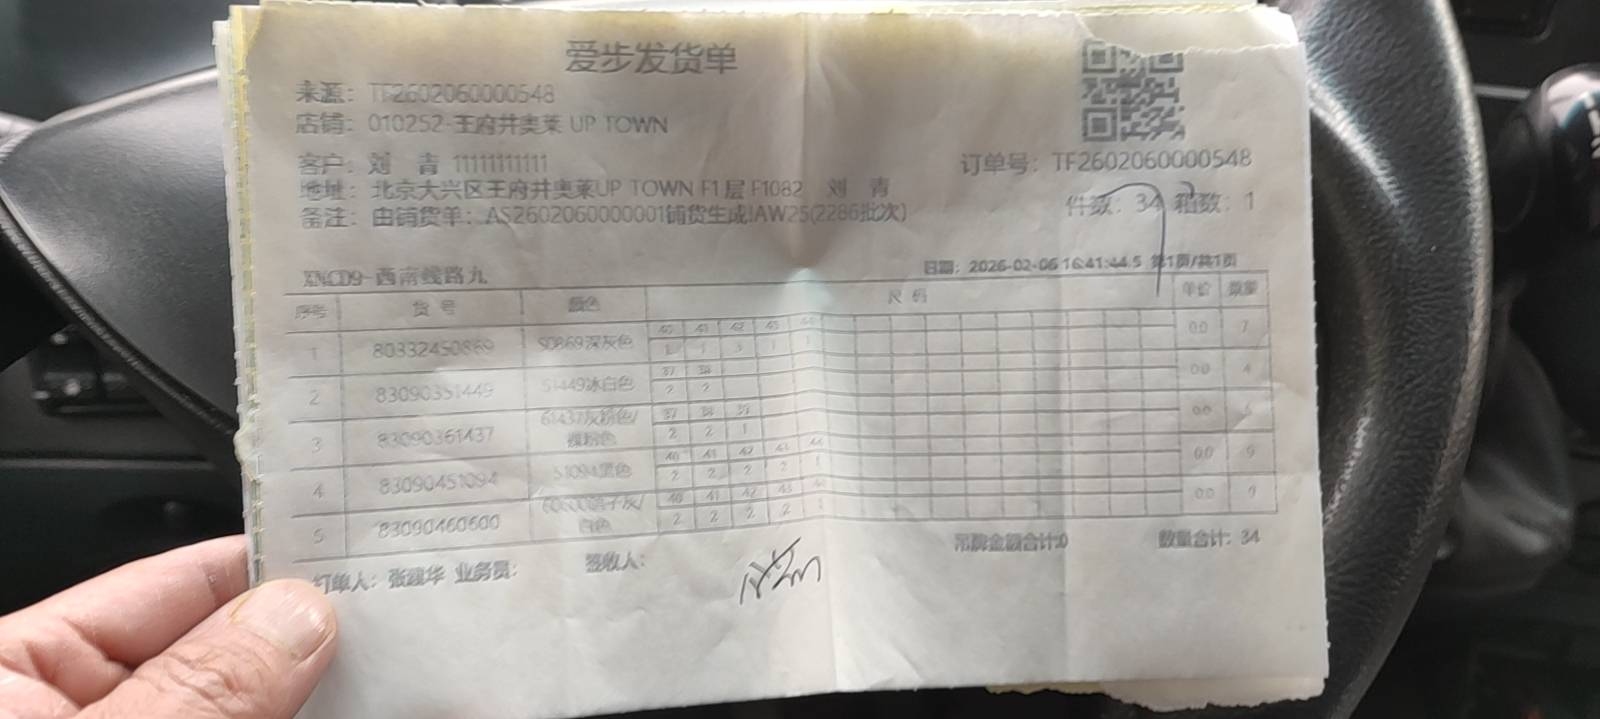 爱步发货单
来源：TF2602060000548
店铺：010252-王府井奥莱 UP TOWN
客户：刘 青 11111111111
订单号：TF2602060000548
地址：北京大兴区王府井奥莱UP TOWN F1层 F1082 刘 青
件数：34 箱数：1
备注：由铺货单：AS2602060000001铺货生成IAW25(2286批次)
XNCD9-西南线路九
日期：2026-02-06 16:41:44.5 第1页/共1页
序号 货 号 颜色 尺 码 单价 数量
40 41 42 43 44
1 80332450869 50869深灰色 1 1 3 1 1 0.0 7
37 38
2 83090351449 51449冰白色 2 2 0.0 4
37 38 39
3 83090361437 61437灰粉色/裸粉色 2 2 1 0.0 5
40 41 42 43 44
4 83090451094 51094黑色 2 2 2 2 1 0.0 9
40 41 42 43 44
5 83090460600 60600鸽子灰/白色 2 2 2 2 1 0.0 9
吊牌金额合计:0 数量合计: 34
打单人：张建华 业务员: 签收人: